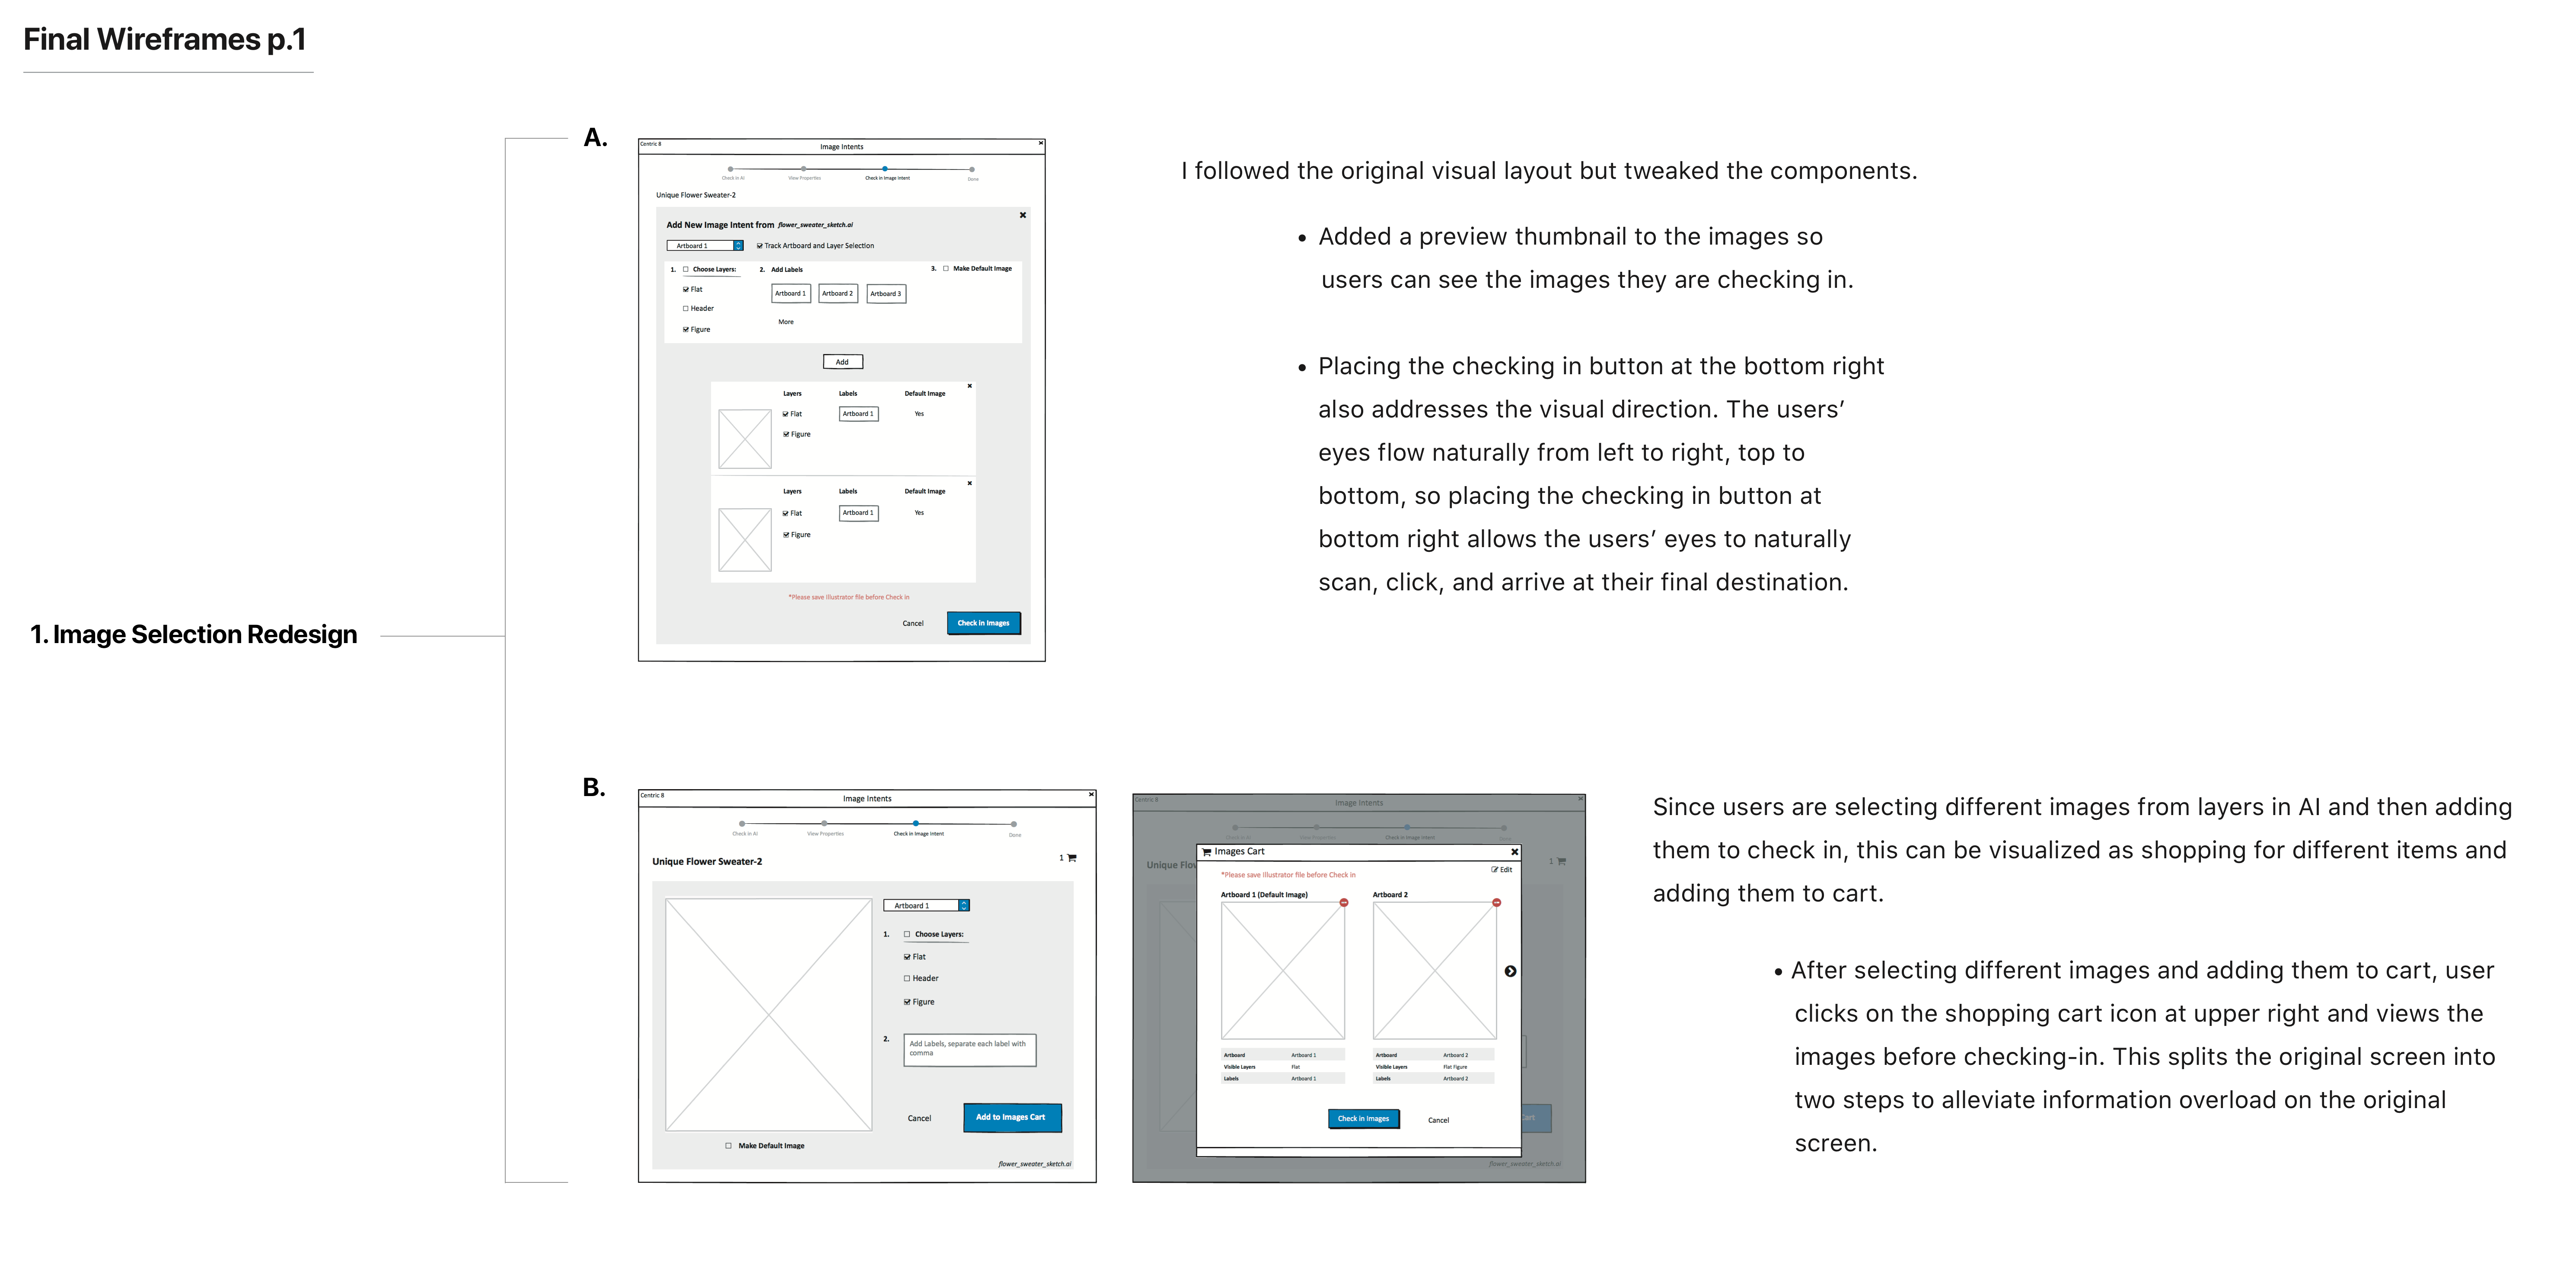 Final Wireframes p.1
1. Image Selection Redesign
A.
Centric 8
Image Intents
Check in AI
View Properties
Check in Image Intent
Done
Unique Flower Sweater-2
Add New Image Intent from flower_sweater_sketch.ai
Artboard 1
Track Artboard and Layer Selection
1. Choose Layers:
Flat
Header
Figure
2. Add Labels
Artboard 1 Artboard 2 Artboard 3
More
3. Make Default Image
Add
Layers Labels Default Image
Flat Artboard 1 Yes
Figure
Layers Labels Default Image
Flat Artboard 1 Yes
Figure
*Please save Illustrator file before Check in
Cancel
Check in Images
I followed the original visual layout but tweaked the components.
• Added a preview thumbnail to the images so
users can see the images they are checking in.
• Placing the checking in button at the bottom right
also addresses the visual direction. The users’
eyes flow naturally from left to right, top to
bottom, so placing the checking in button at
bottom right allows the users’ eyes to naturally
scan, click, and arrive at their final destination.
B.
Centric 8
Image Intents
Check in AI
View Properties
Check in Image Intent
Done
Unique Flower Sweater-2
1
Artboard 1
1. Choose Layers:
Flat
Header
Figure
2.
Add Labels, separate each label with
comma
Cancel
Add to Images Cart
Make Default Image
flower_sweater_sketch.ai
Centric 8
Image Intents
Check in AI
View Properties
Check in Image Intent
Unique Flov
1
Images Cart
*Please save Illustrator file before Check in
Edit
Artboard 1 (Default Image)
Artboard 2
Artboard Artboard 1
Visible Layers Flat
Labels Artboard 1
Artboard Artboard 2
Visible Layers Flat Figure
Labels Artboard 2
Check in Images
Cancel
Cart
flower_sweater_sketch.ai
Since users are selecting different images from layers in AI and then adding
them to check in, this can be visualized as shopping for different items and
adding them to cart.
• After selecting different images and adding them to cart, user
clicks on the shopping cart icon at upper right and views the
images before checking-in. This splits the original screen into
two steps to alleviate information overload on the original
screen.